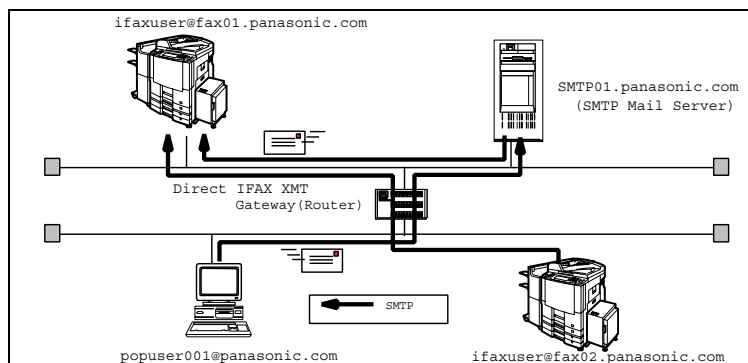 ifaxuser@fax01.panasonic.com
SMTP01.panasonic.com
(SMTP Mail Server)
Direct IFAX XMT
Gateway(Router)
SMTP
popuser001@panasonic.com
ifaxuser@fax02.panasonic.com